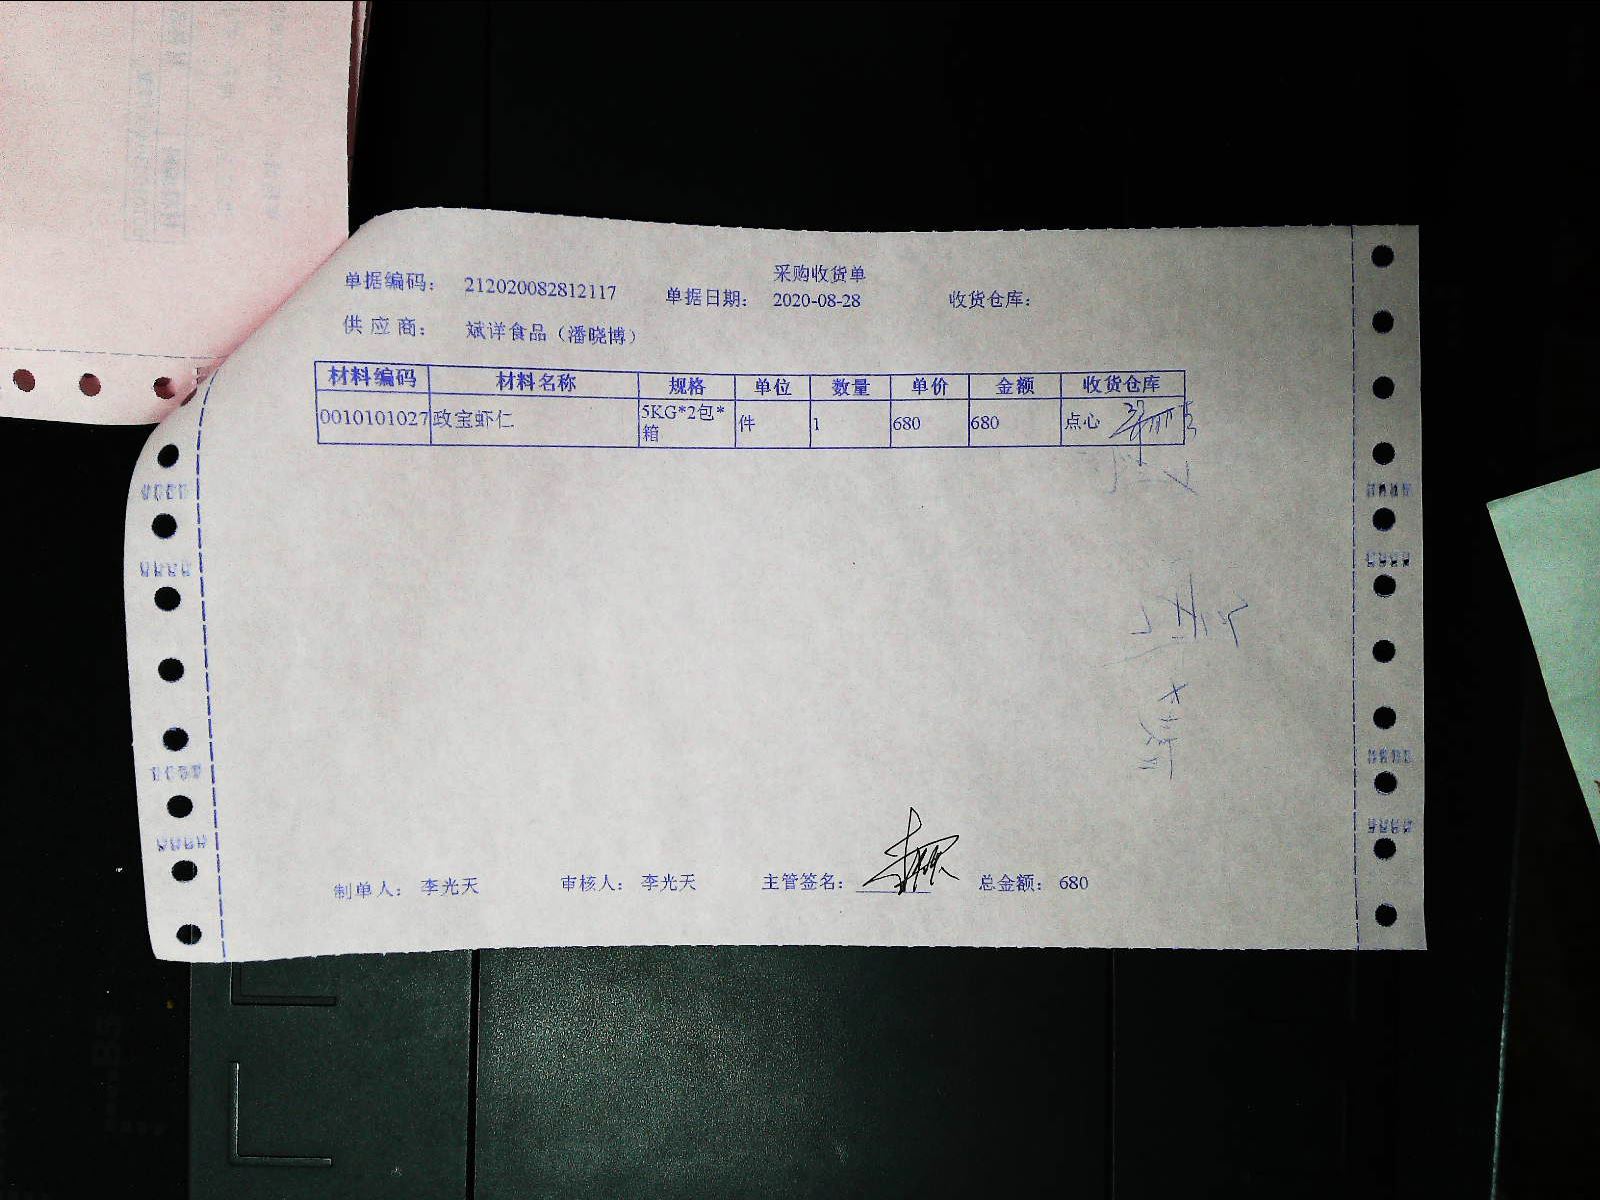 采购收货单
单据编码： 212020082812117 单据日期： 2020-08-28 收货仓库：
供 应 商： 斌详食品（潘晓博）
材料编码 材料名称 规格 单位 数量 单价 金额 收货仓库
0010101027 政宝虾仁 5KG*2包* 件 1 680 680 点心
箱
制单人： 李光天 审核人： 李光天 主管签名： 总金额： 680